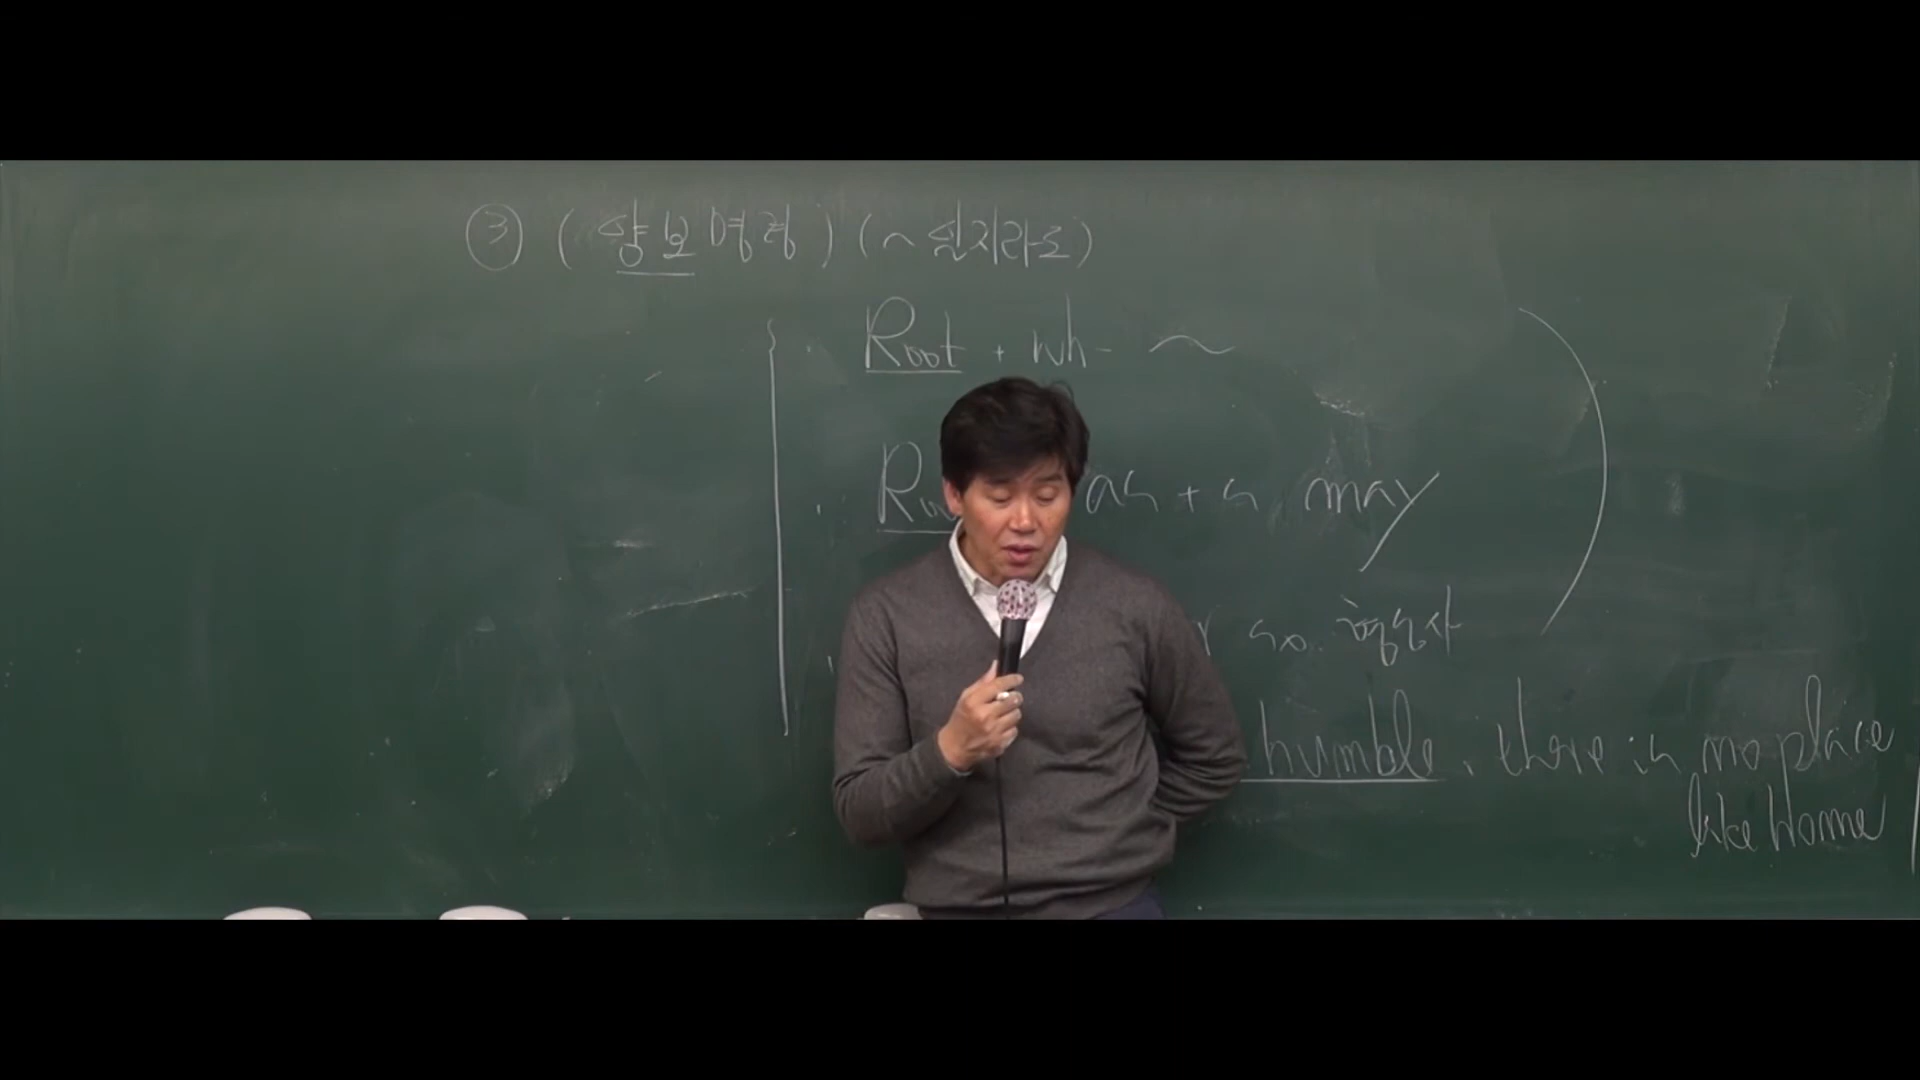 ③ (양보 명령) (~ 일지라도)
Root + wh- ~
as + s may
so 형용사
humble, there is no place
like home